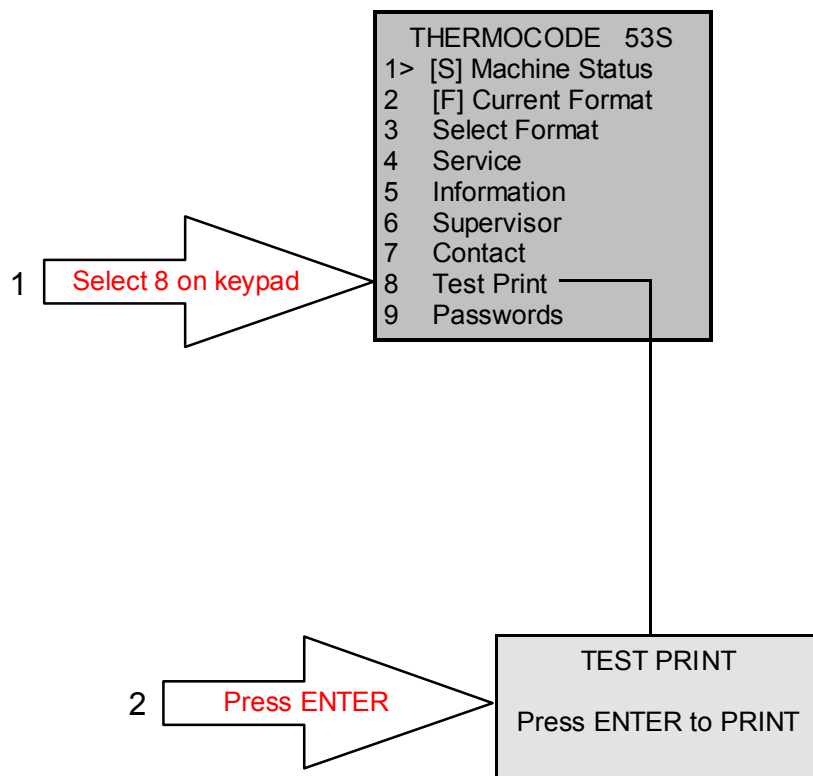 THERMOCODE 53S
1> [S] Machine Status
2 [F] Current Format
3 Select Format
4 Service
5 Information
6 Supervisor
7 Contact
8 Test Print
9 Passwords
1 Select 8 on keypad
TEST PRINT
2 Press ENTER
Press ENTER to PRINT